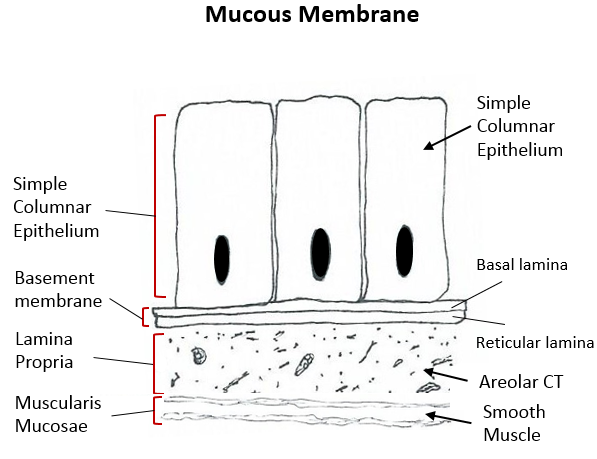 Mucous Membrane
Simple
Columnar
Epithelium
Simple
Columnar
Epithelium
Basement
membrane
Basal lamina
Reticular lamina
Lamina
Propria
Areolar CT
Muscularis
Mucosae
Smooth
Muscle